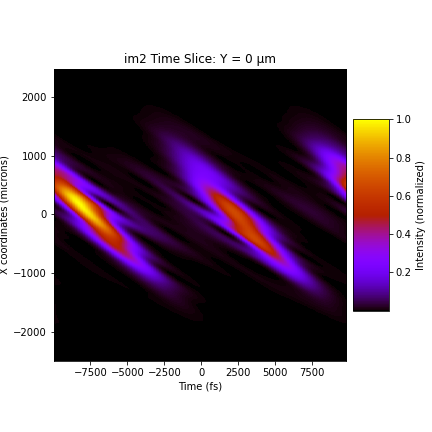 im2 Time Slice: Y = 0 μm
2000
1000
0
−1000
−2000
X coordinates (microns)
−7500 −5000 −2500 0 2500 5000 7500
Time (fs)
1.0
0.8
0.6
0.4
0.2
Intensity (normalized)